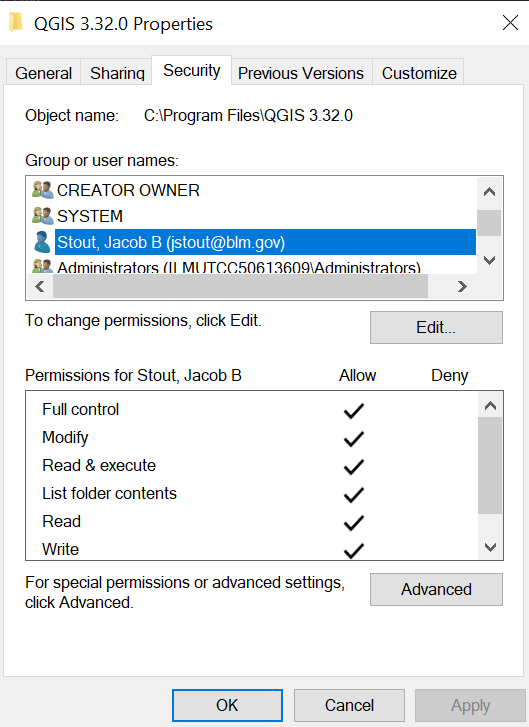 QGIS 3.32.0 Properties
General Sharing Security Previous Versions Customize
Object name: C:\Program Files\QGIS 3.32.0
Group or user names:
CREATOR OWNER
SYSTEM
Stout, Jacob B (jstout@blm.gov)
Administrators (ILMUTCC50613609\Administrators)
To change permissions, click Edit.
Edit...
Permissions for Stout, Jacob B Allow Deny
Full control
Modify
Read & execute
List folder contents
Read
Write
For special permissions or advanced settings,
click Advanced.
Advanced
OK Cancel Apply